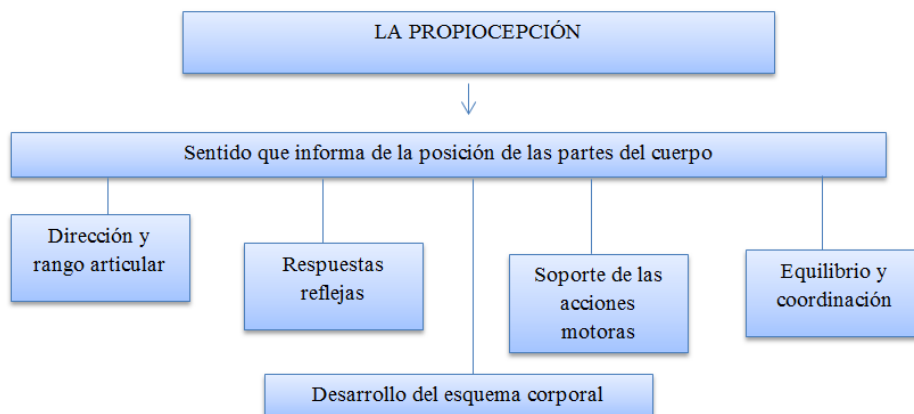 LA PROPIOCEPCIÓN
Sentido que informa de la posición de las partes del cuerpo
Dirección y
rango articular
Respuestas
reflejas
Soporte de las
acciones
motoras
Equilibrio y
coordinación
Desarrollo del esquema corporal